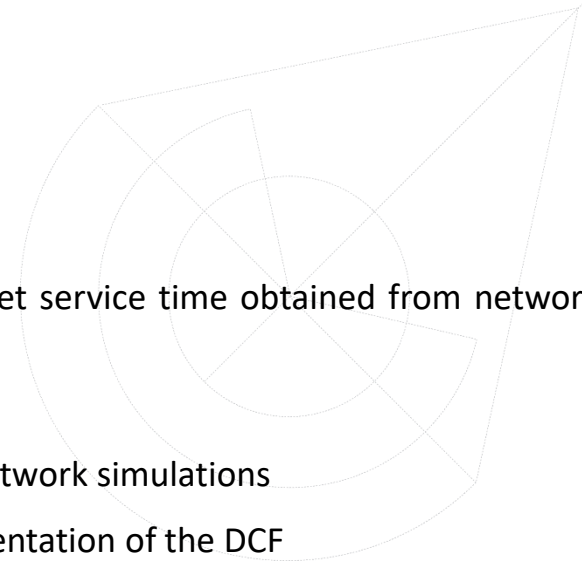 et service time obtained from networ
twork simulations
entation of the DCF